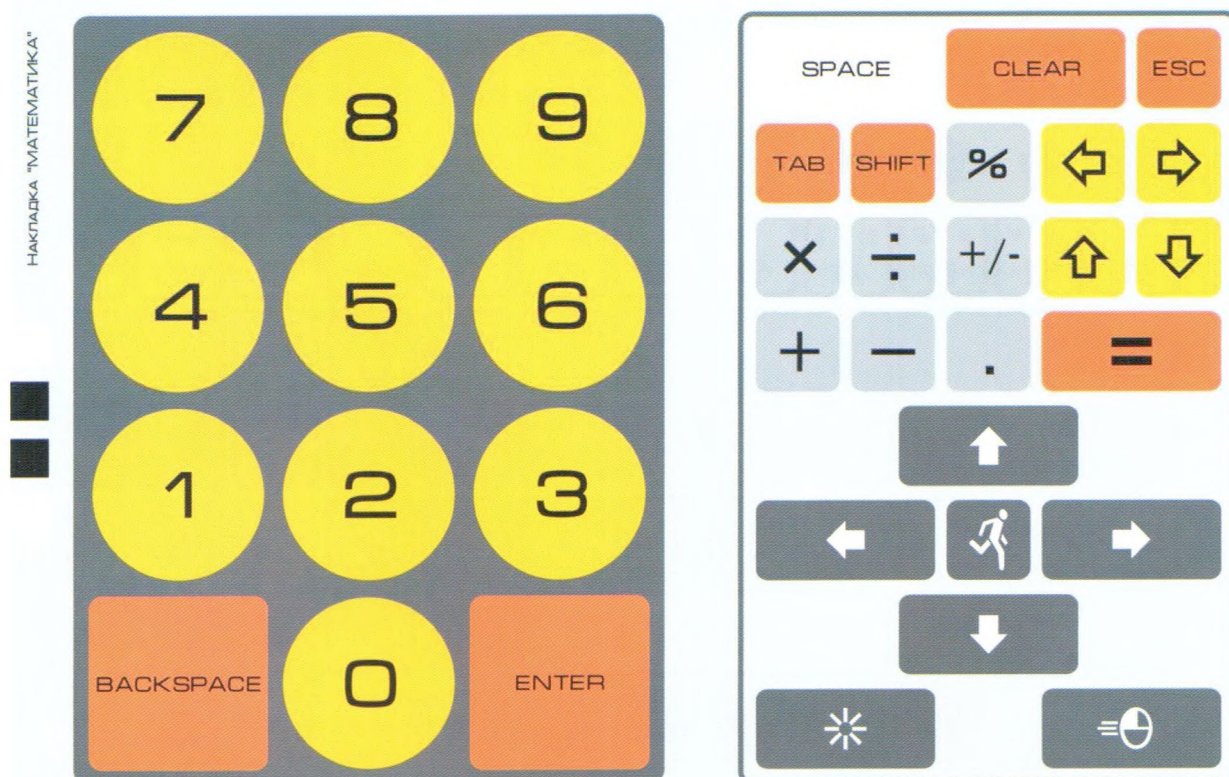 НАКЛАДКА "МАТЕМАТИКА"
7 8 9
4 5 6
1 2 3
BACKSPACE 0 ENTER
SPACE CLEAR ESC
TAB SHIFT %
× ÷ +/-
+ − . =